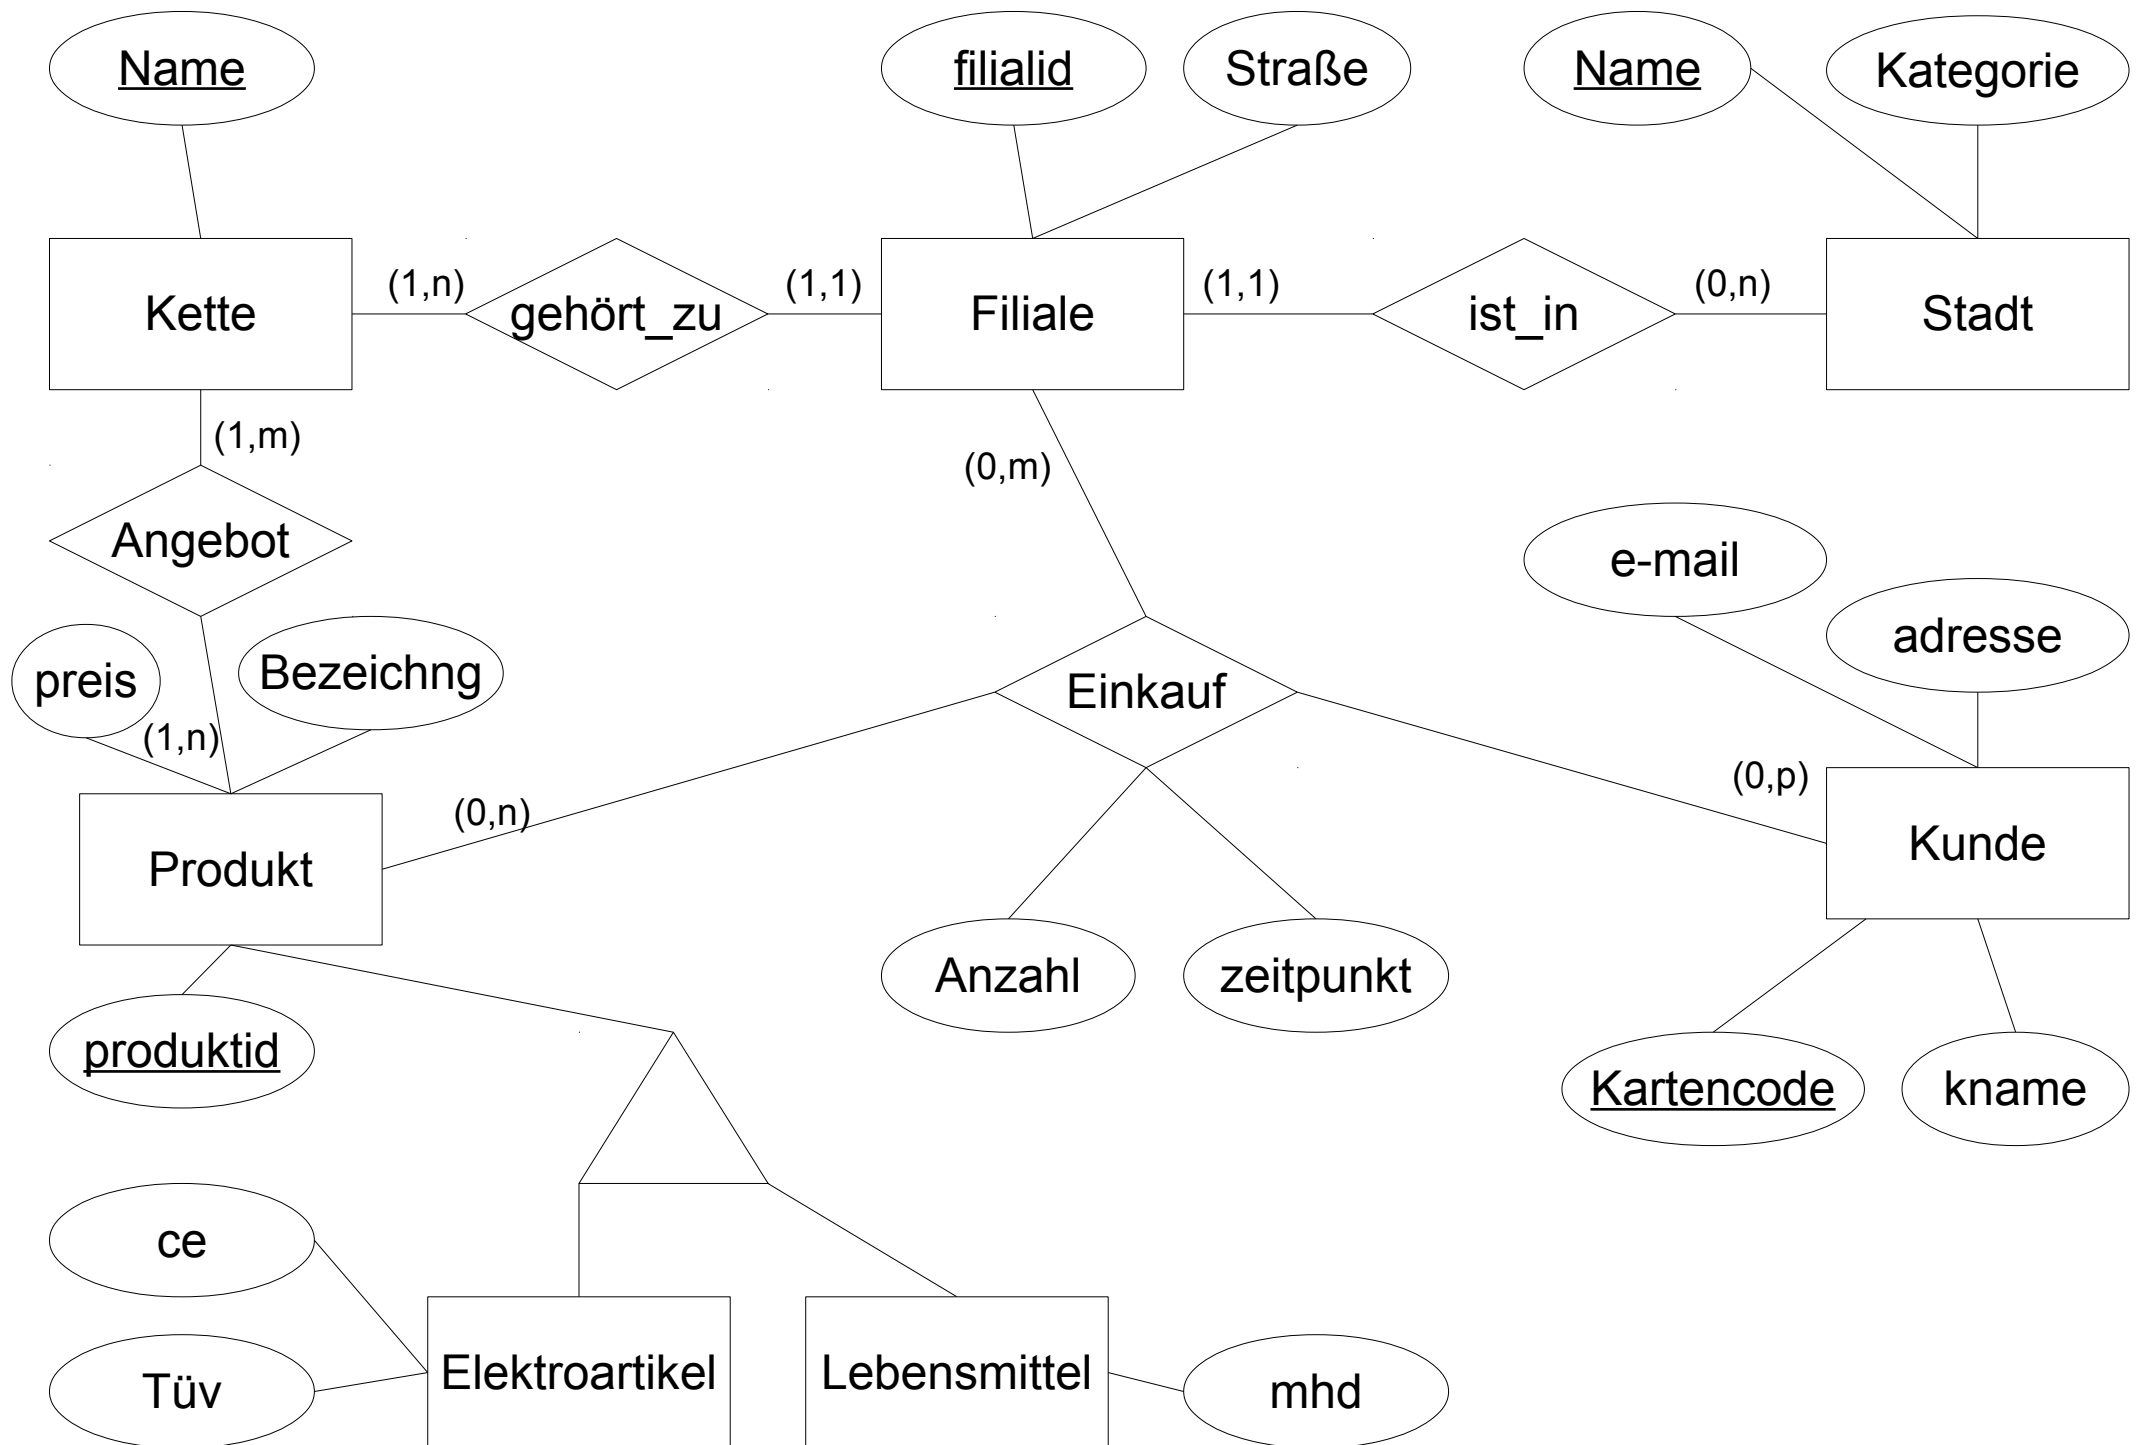 Name
filialid
Straße
Name
Kategorie
Kette
(1,n)
gehört_zu
(1,1)
Filiale
(1,1)
ist_in
(0,n)
Stadt
(1,m)
(0,m)
Angebot
e-mail
adresse
preis
Bezeichng
(1,n)
Einkauf
(0,p)
(0,n)
Produkt
Kunde
Anzahl
zeitpunkt
produktid
Kartencode
kname
ce
Tüv
Elektroartikel
Lebensmittel
mhd